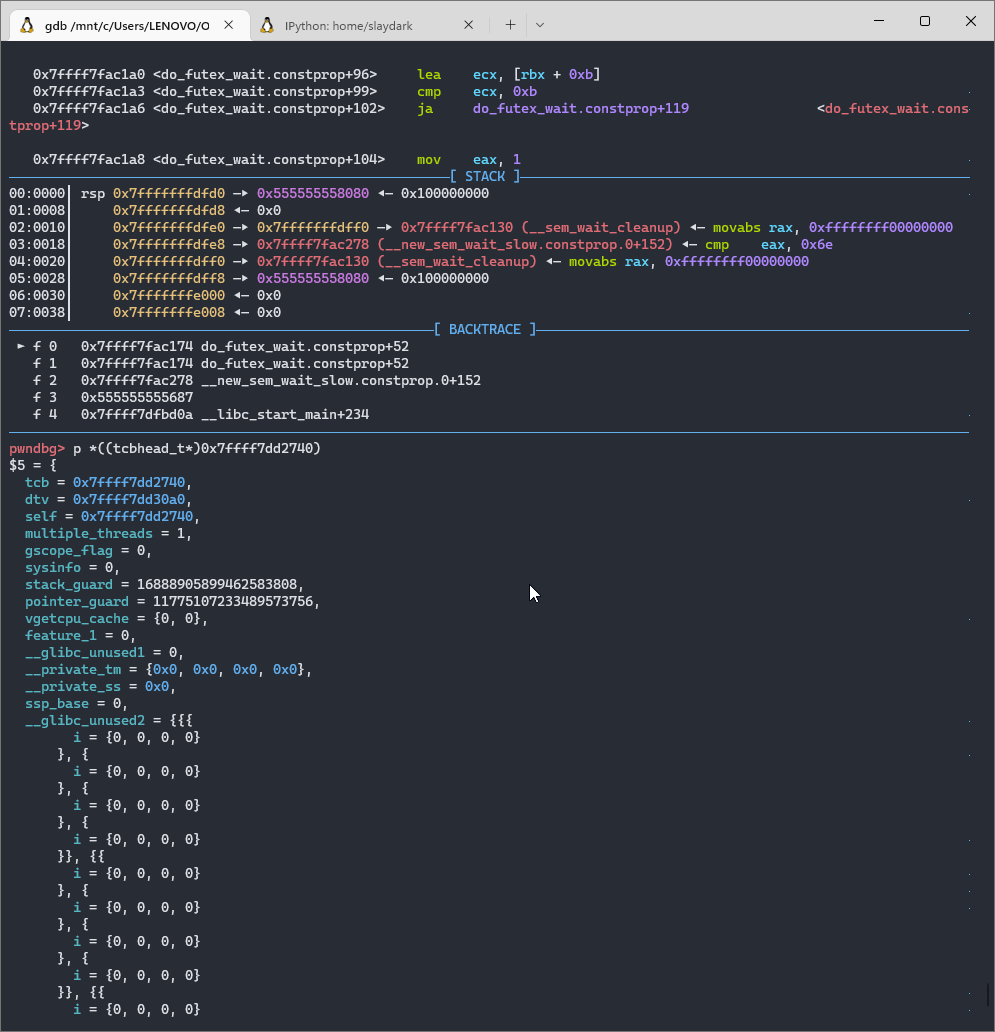 gdb /mnt/c/Users/LENOVO/O
IPython: home/slaydark
0x7ffff7fac1a0 <do_futex_wait.constprop+96>     lea    ecx, [rbx + 0xb]
0x7ffff7fac1a3 <do_futex_wait.constprop+99>     cmp    ecx, 0xb
0x7ffff7fac1a6 <do_futex_wait.constprop+102>    ja     do_futex_wait.constprop+119                <do_futex_wait.cons
tprop+119>
0x7ffff7fac1a8 <do_futex_wait.constprop+104>    mov    eax, 1
[ STACK ]
00:0000│ rsp 0x7fffffffdfd0 —▸ 0x555555558080 ◂— 0x100000000
01:0008│     0x7fffffffdfd8 ◂— 0x0
02:0010│     0x7fffffffdfe0 —▸ 0x7fffffffdff0 —▸ 0x7ffff7fac130 (__sem_wait_cleanup) ◂— movabs rax, 0xffffffff00000000
03:0018│     0x7fffffffdfe8 —▸ 0x7ffff7fac278 (__new_sem_wait_slow.constprop.0+152) ◂— cmp    eax, 0x6e
04:0020│     0x7fffffffdff0 —▸ 0x7ffff7fac130 (__sem_wait_cleanup) ◂— movabs rax, 0xffffffff00000000
05:0028│     0x7fffffffdff8 —▸ 0x555555558080 ◂— 0x100000000
06:0030│     0x7fffffffe000 ◂— 0x0
07:0038│     0x7fffffffe008 ◂— 0x0
[ BACKTRACE ]
► f 0   0x7ffff7fac174 do_futex_wait.constprop+52
f 1   0x7ffff7fac174 do_futex_wait.constprop+52
f 2   0x7ffff7fac278 __new_sem_wait_slow.constprop.0+152
f 3   0x555555555687
f 4   0x7ffff7dfbd0a __libc_start_main+234
pwndbg> p *((tcbhead_t*)0x7ffff7dd2740)
$5 = {
  tcb = 0x7ffff7dd2740,
  dtv = 0x7ffff7dd30a0,
  self = 0x7ffff7dd2740,
  multiple_threads = 1,
  gscope_flag = 0,
  sysinfo = 0,
  stack_guard = 16888905899462583808,
  pointer_guard = 11775107233489573756,
  vgetcpu_cache = {0, 0},
  feature_1 = 0,
  __glibc_unused1 = 0,
  __private_tm = {0x0, 0x0, 0x0, 0x0},
  __private_ss = 0x0,
  ssp_base = 0,
  __glibc_unused2 = {{{
        i = {0, 0, 0, 0}
      }, {
        i = {0, 0, 0, 0}
      }, {
        i = {0, 0, 0, 0}
      }, {
        i = {0, 0, 0, 0}
      }}, {{
        i = {0, 0, 0, 0}
      }, {
        i = {0, 0, 0, 0}
      }, {
        i = {0, 0, 0, 0}
      }, {
        i = {0, 0, 0, 0}
      }}, {{
        i = {0, 0, 0, 0}